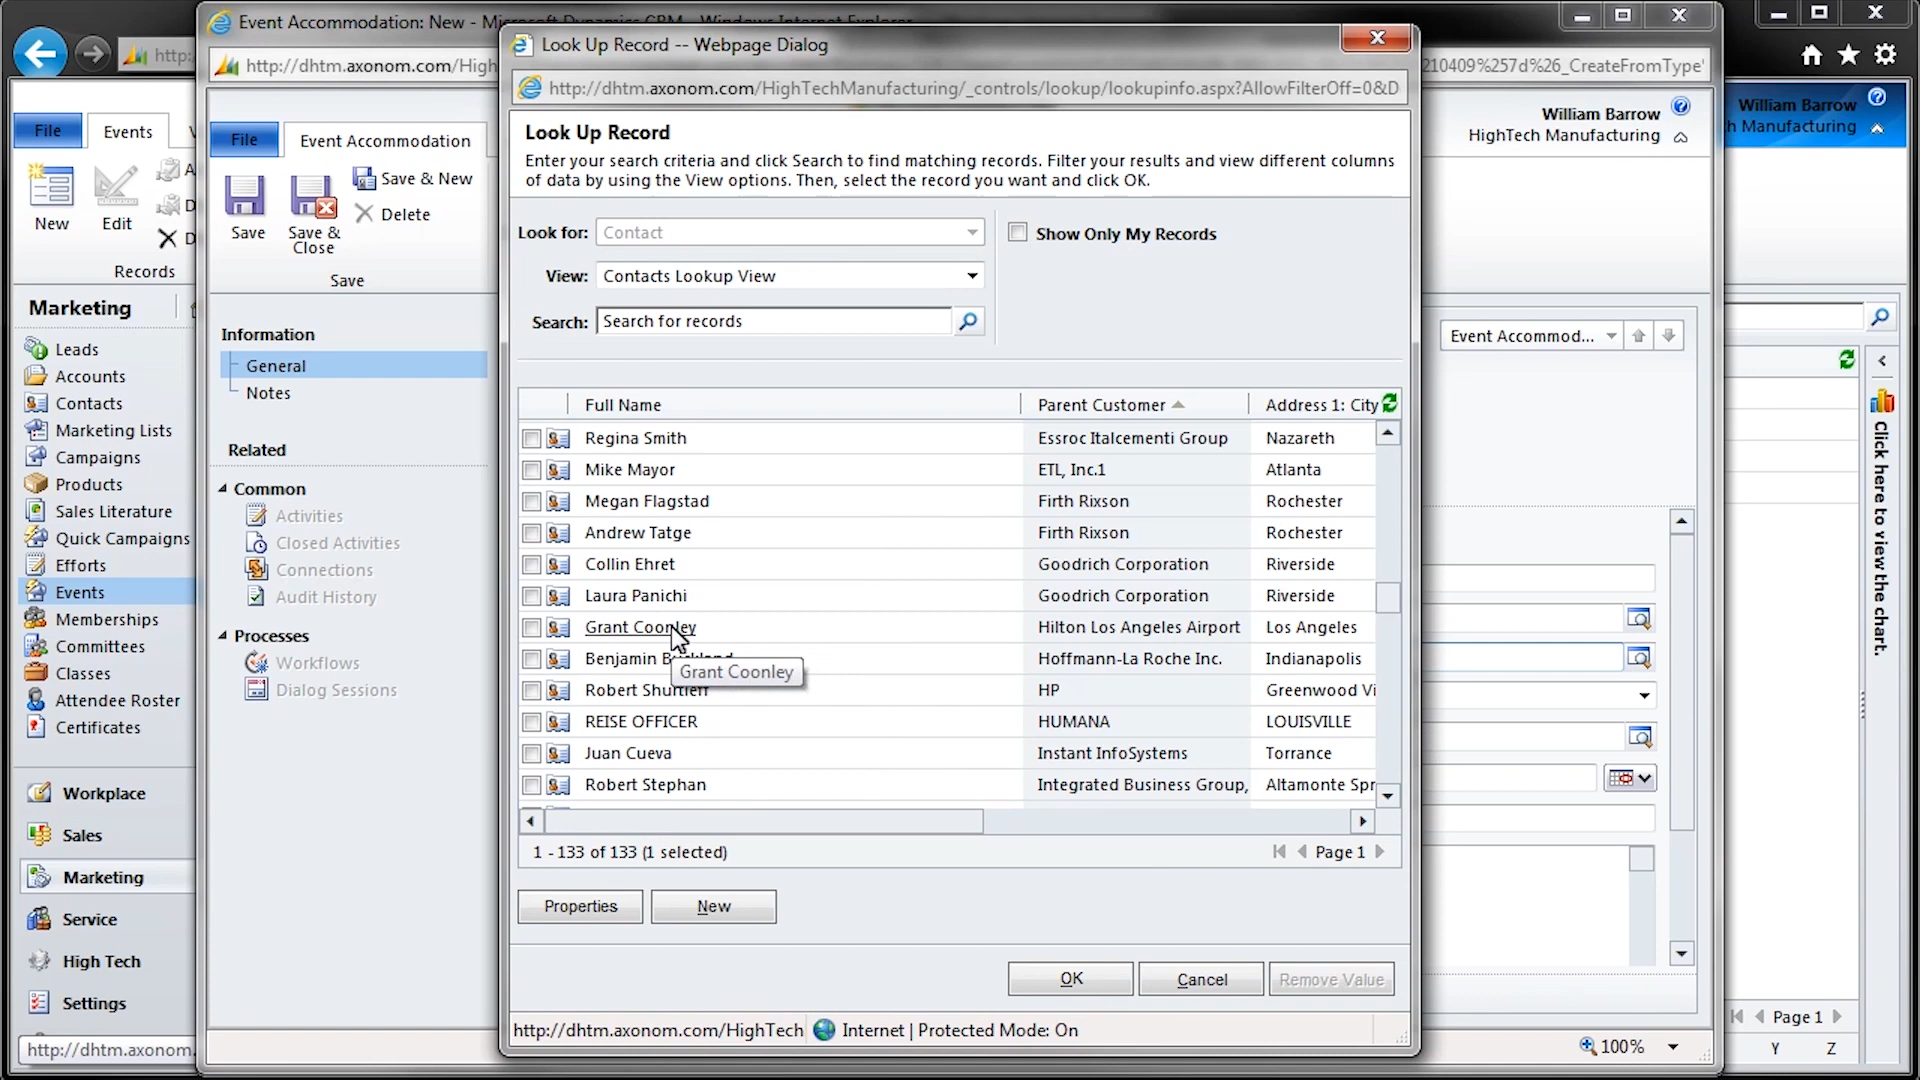 Event Accommodation: New - Microsoft Dynamics CRM - Windows Internet Explorer
http:
http://dhtm.axonom.com/High
210409%257d%26_CreateFromType'
Look Up Record -- Webpage Dialog
http://dhtm.axonom.com/HighTechManufacturing/_controls/lookup/lookupinfo.aspx?AllowFilterOff=0&D
William Barrow
HighTech Manufacturing
William Barrow
h Manufacturing
File
Events
New
Edit
Records
File
Event Accommodation
Save
Save &
Close
Save & New
Delete
Save
Look Up Record
Enter your search criteria and click Search to find matching records. Filter your results and view different columns
of data by using the View options. Then, select the record you want and click OK.
Look for: Contact
Show Only My Records
View: Contacts Lookup View
Search: Search for records
Full Name Parent Customer Address 1: City
Regina Smith Essroc Italcementi Group Nazareth
Mike Mayor ETL, Inc.1 Atlanta
Megan Flagstad Firth Rixson Rochester
Andrew Tatge Firth Rixson Rochester
Collin Ehret Goodrich Corporation Riverside
Laura Panichi Goodrich Corporation Riverside
Grant Coonley Hilton Los Angeles Airport Los Angeles
Benjamin Hoffmann-La Roche Inc. Indianapolis
Grant Coonley
Robert Shurtleff HP Greenwood Vi
REISE OFFICER HUMANA LOUISVILLE
Juan Cueva Instant InfoSystems Torrance
Robert Stephan Integrated Business Group, Altamonte Spr
1 - 133 of 133 (1 selected)
Page 1
Properties
New
OK
Cancel
Remove Value
http://dhtm.axonom.com/HighTech
Internet | Protected Mode: On
Marketing
Leads
Accounts
Contacts
Marketing Lists
Campaigns
Products
Sales Literature
Quick Campaigns
Efforts
Events
Memberships
Committees
Classes
Attendee Roster
Certificates
Workplace
Sales
Marketing
Service
High Tech
Settings
http://dhtm.axonom.
Information
General
Notes
Related
Common
Activities
Closed Activities
Connections
Audit History
Processes
Workflows
Dialog Sessions
Event Accommod...
Click here to view the chart.
100%
Page 1
Y Z